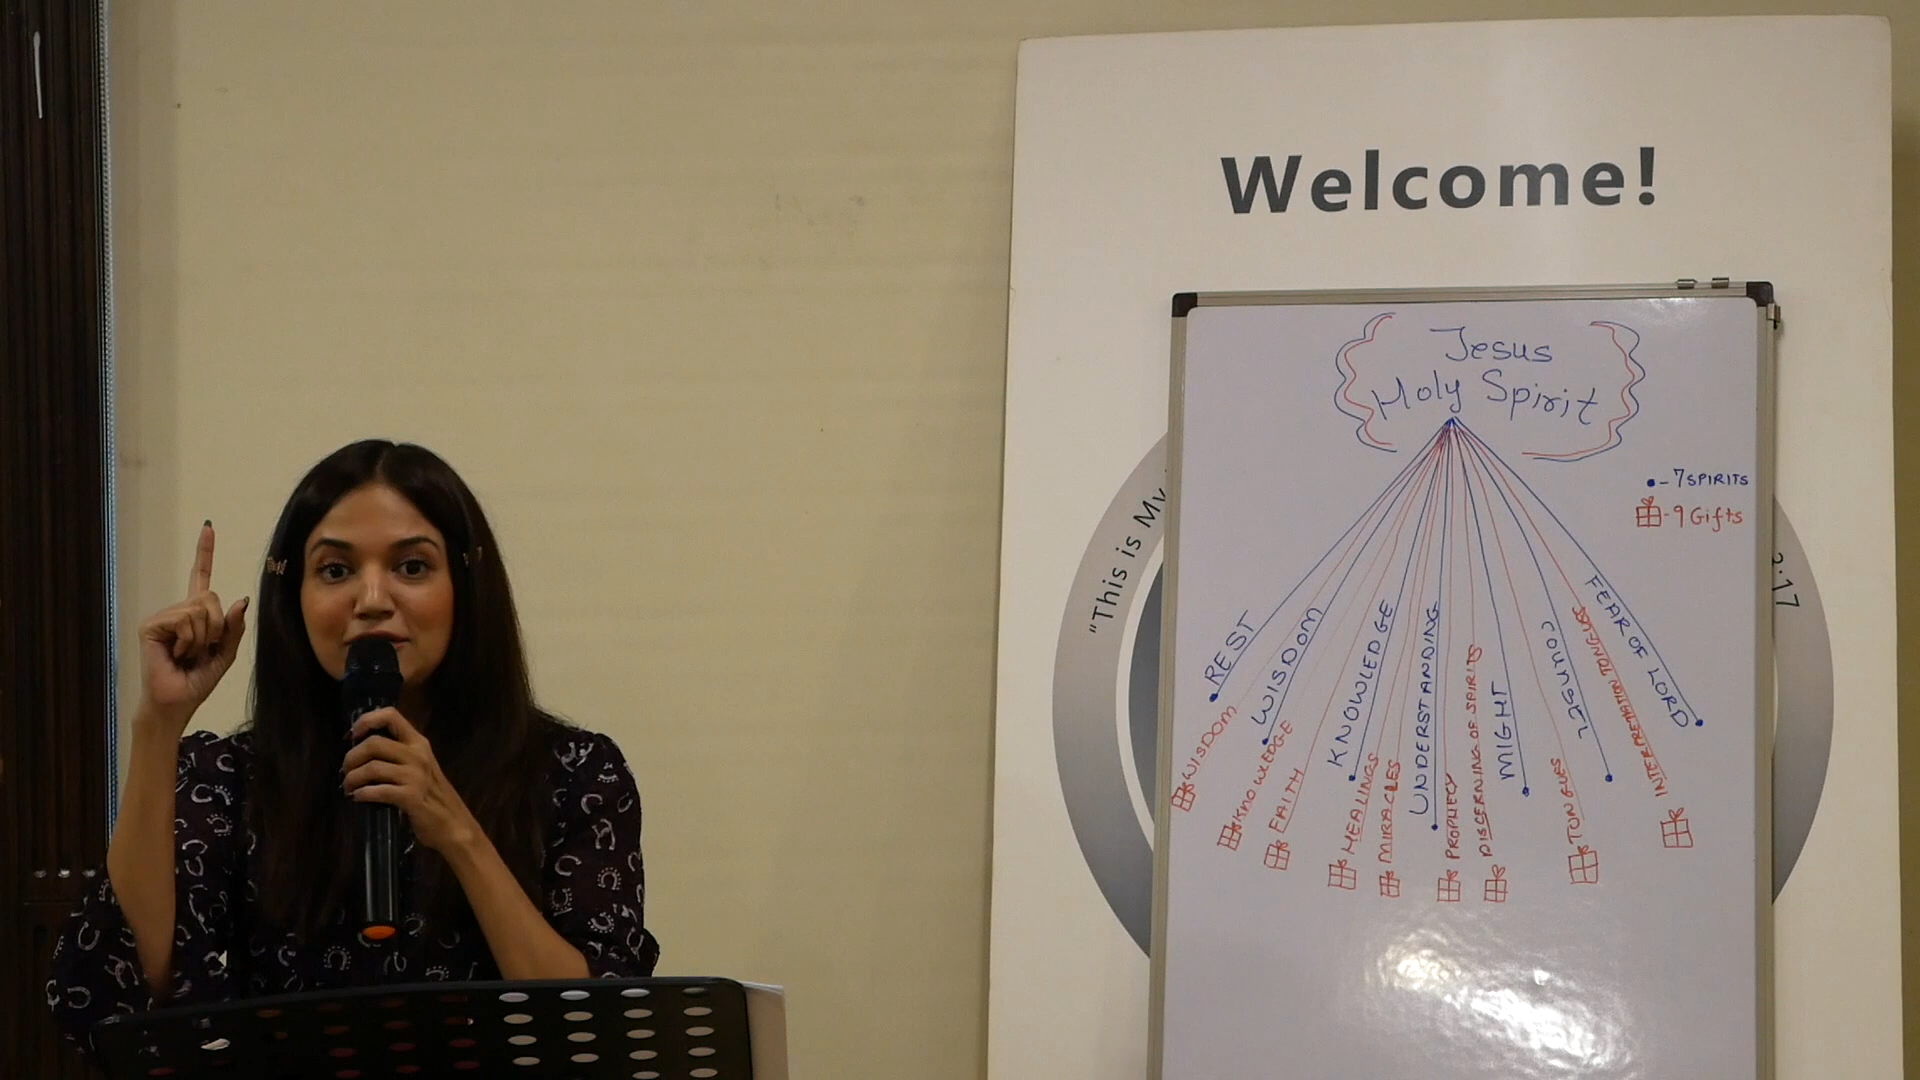 Welcome!
"This is My
2:17
Jesus
Holy Spirit
- 7 SPIRITS
- 9 Gifts
REST
WISDOM
WISDOM
KNOWLEDGE
FAITH
KNOWLEDGE
HEALINGS
MIRACLES
UNDERSTANDING
PROPHECY
DISCERNING OF SPIRITS
MIGHT
TONGUES
COUNSEL
INTERPRETATION TONGUES
FEAR OF LORD